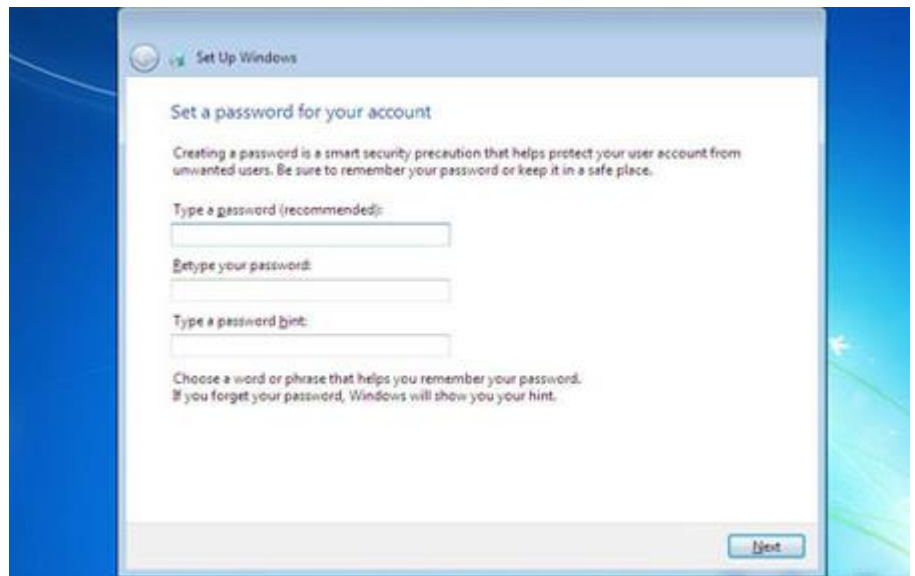 Set Up Windows
Set a password for your account
Creating a password is a smart security precaution that helps protect your user account from
unwanted users. Be sure to remember your password or keep it in a safe place.
Type a password (recommended):
Retype your password:
Type a password hint:
Choose a word or phrase that helps you remember your password.
If you forget your password, Windows will show you your hint.
Next